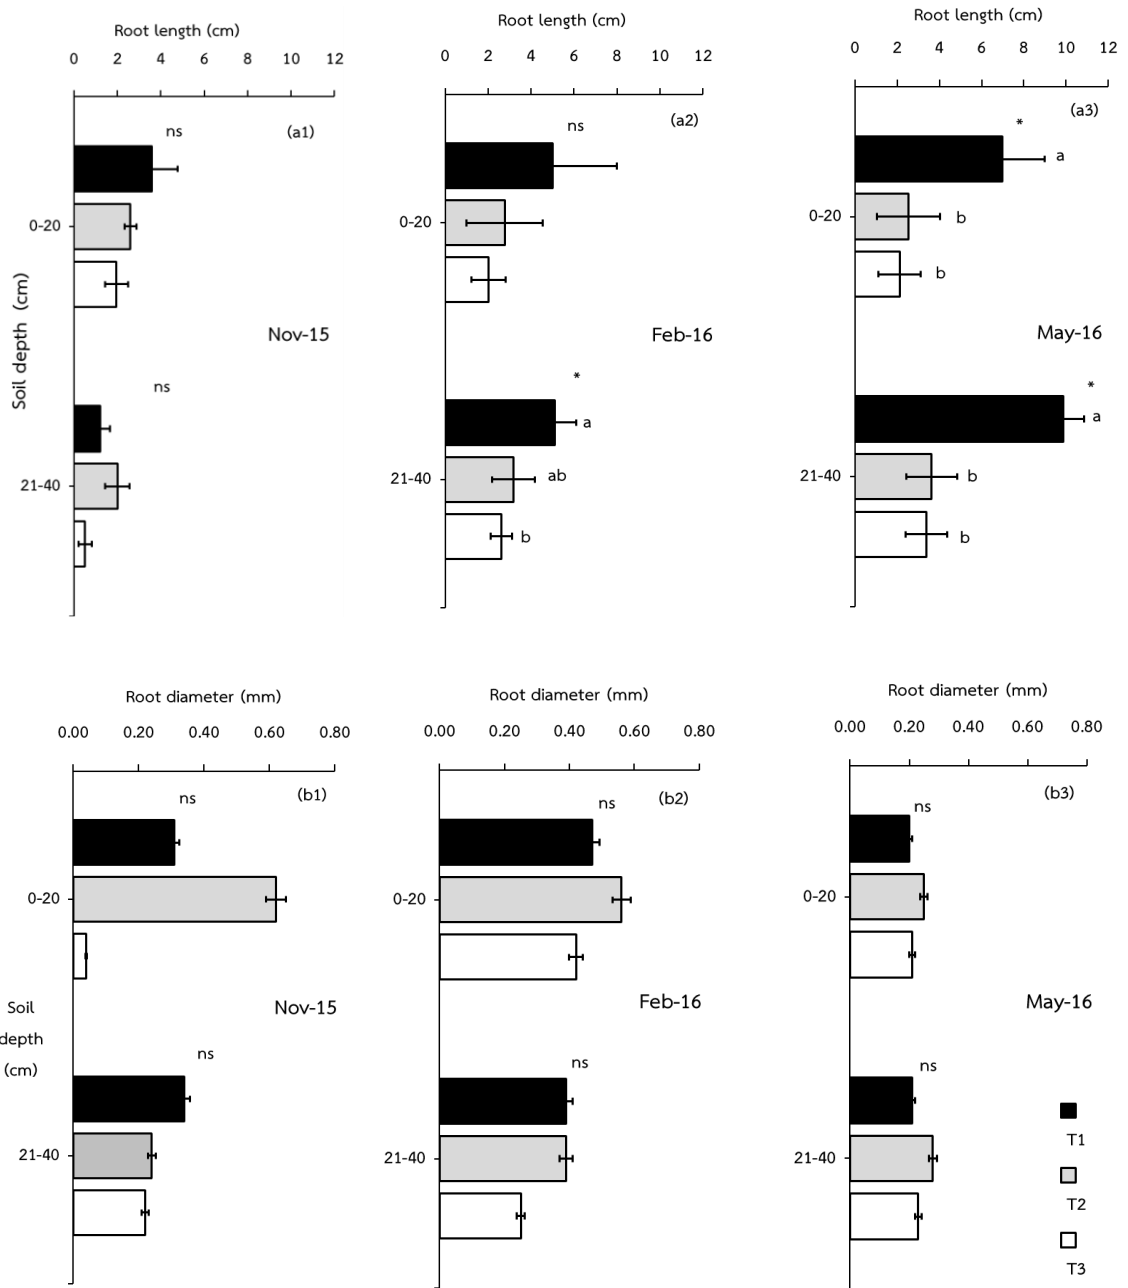 Root length (cm)
0 2 4 6 8 10 12
ns
(a1)
0-20
Nov-15
ns
21-40
Soil depth (cm)
Root length (cm)
0 2 4 6 8 10 12
ns
(a2)
0-20
Feb-16
*
a
21-40
ab
b
Root length (cm)
0 2 4 6 8 10 12
(a3)
*
a
0-20
b
b
May-16
*
a
21-40
b
b
Root diameter (mm)
0.00 0.20 0.40 0.60 0.80
ns
(b1)
0-20
Nov-15
Soil
depth
(cm)
ns
21-40
Root diameter (mm)
0.00 0.20 0.40 0.60 0.80
ns
(b2)
0-20
Feb-16
ns
21-40
Root diameter (mm)
0.00 0.20 0.40 0.60 0.80
(b3)
ns
0-20
May-16
ns
21-40
T1
T2
T3